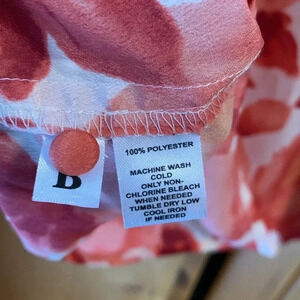 100% POLYESTER
MACHINE WASH
COLD
ONLY NON-
CHLORINE BLEACH
WHEN NEEDED
TUMBLE DRY LOW
COOL IRON
IF NEEDED